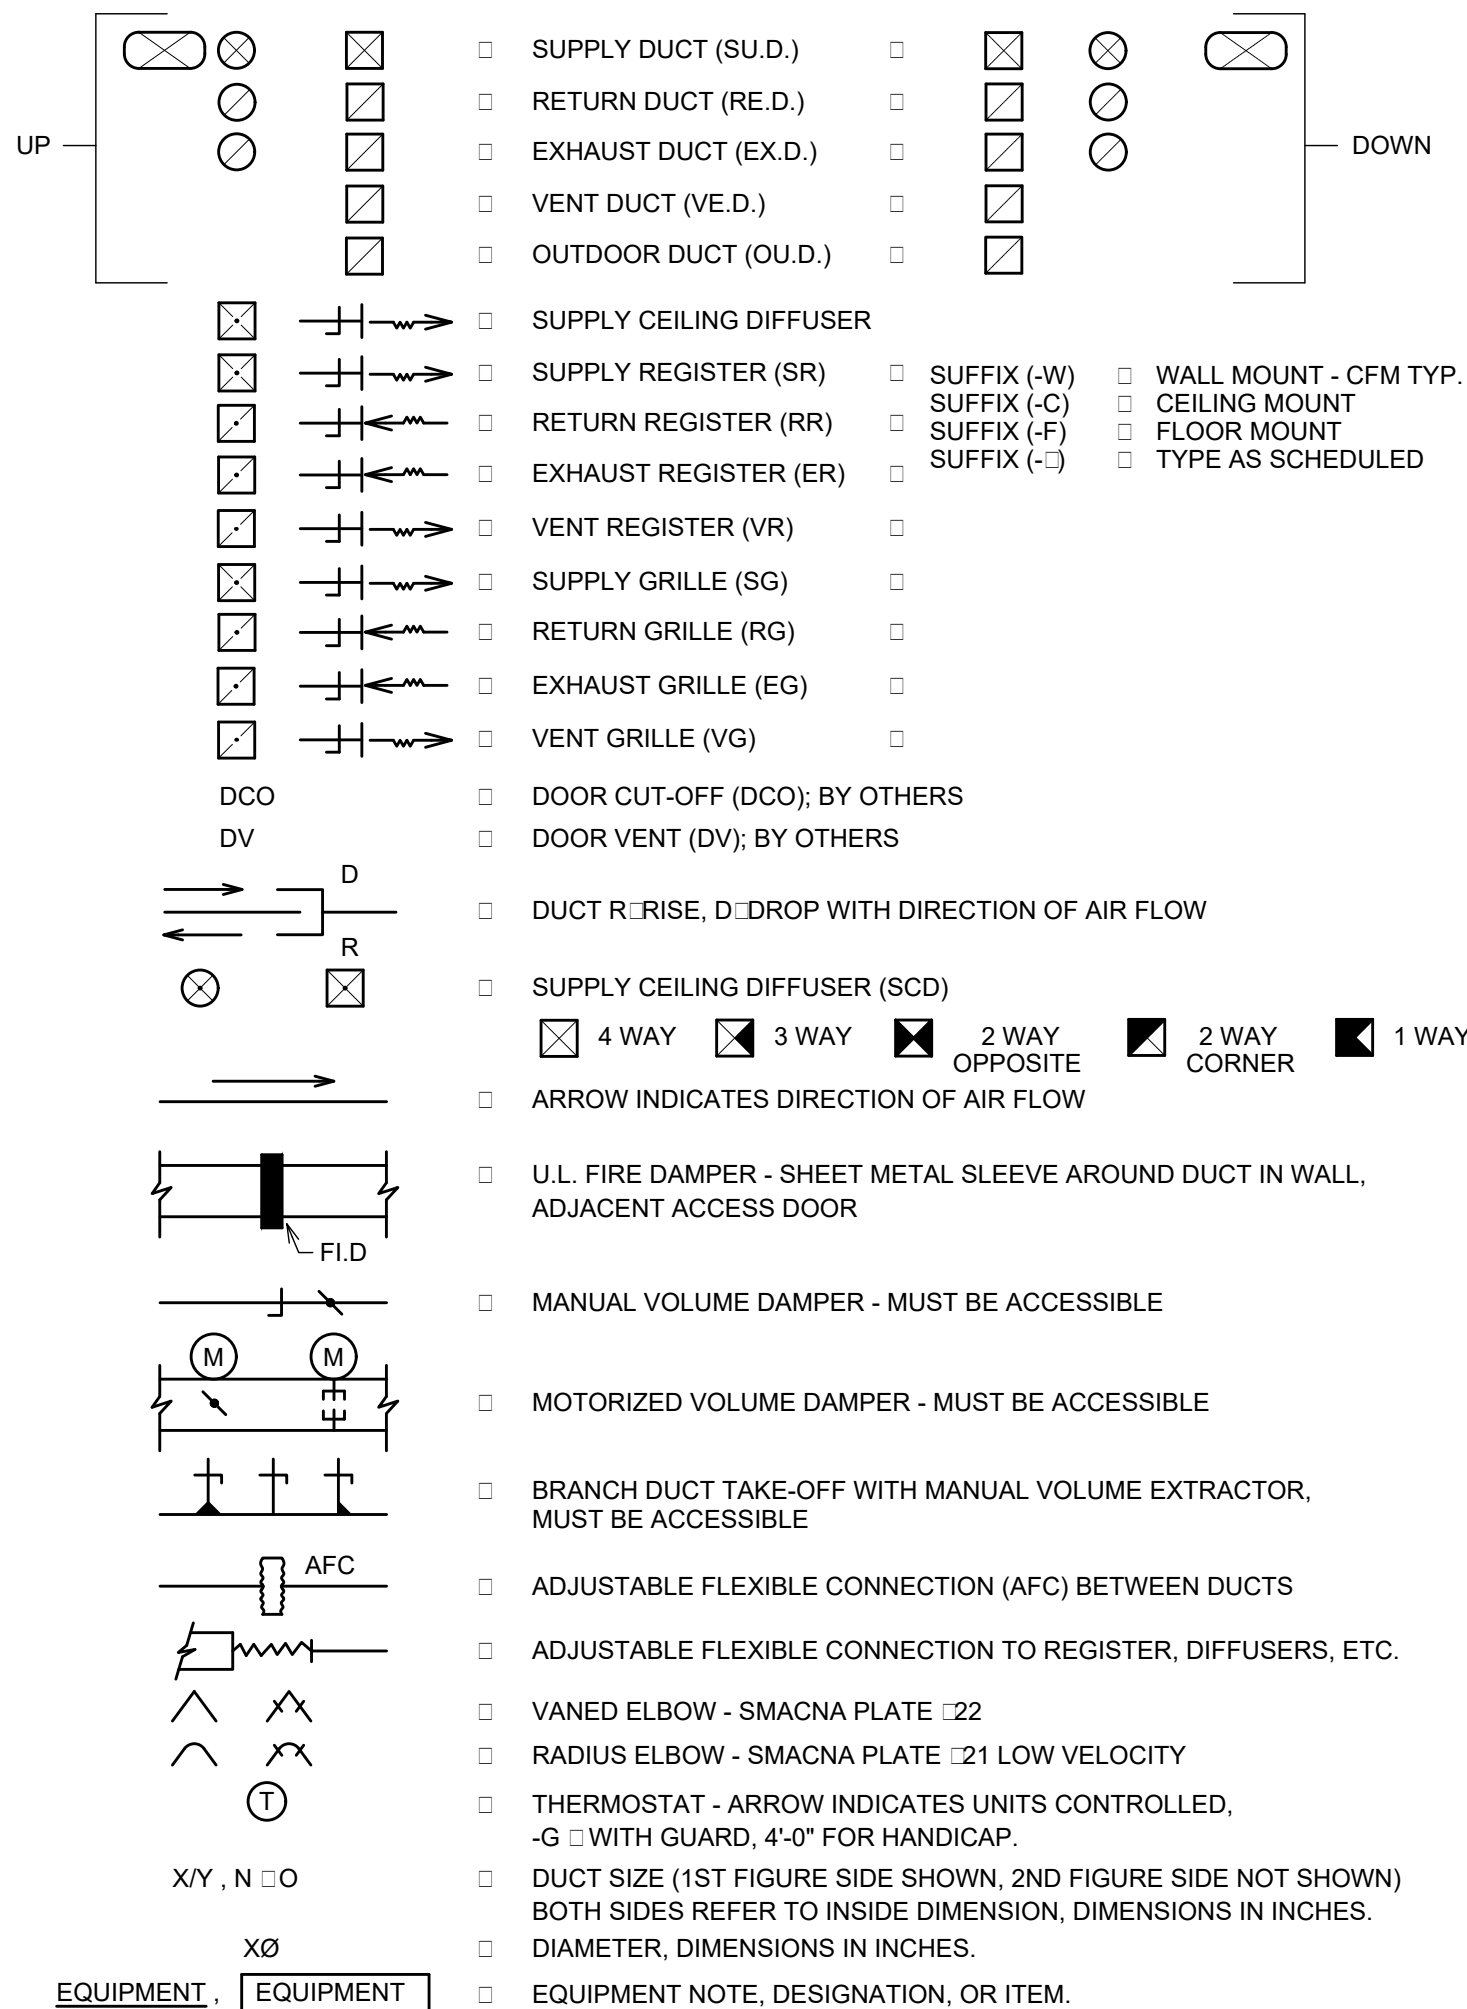 SUPPLY DUCT (SU.D.)
RETURN DUCT (RE.D.)
UP
EXHAUST DUCT (EX.D.)
DOWN
VENT DUCT (VE.D.)
OUTDOOR DUCT (OU.D.)
SUPPLY CEILING DIFFUSER
SUPPLY REGISTER (SR) □ SUFFIX (-W) □ WALL MOUNT - CFM TYP.
SUFFIX (-C) □ CEILING MOUNT
RETURN REGISTER (RR)
SUFFIX (-F) □ FLOOR MOUNT
SUFFIX (-□) □ TYPE AS SCHEDULED
EXHAUST REGISTER (ER)
VENT REGISTER (VR)
SUPPLY GRILLE (SG)
RETURN GRILLE (RG)
EXHAUST GRILLE (EG)
VENT GRILLE (VG)
DCO □ DOOR CUT-OFF (DCO); BY OTHERS
DV □ DOOR VENT (DV); BY OTHERS
D
DUCT R□RISE, D□DROP WITH DIRECTION OF AIR FLOW
R
SUPPLY CEILING DIFFUSER (SCD)
4 WAY 3 WAY 2 WAY OPPOSITE 2 WAY CORNER 1 WAY
ARROW INDICATES DIRECTION OF AIR FLOW
U.L. FIRE DAMPER - SHEET METAL SLEEVE AROUND DUCT IN WALL,
ADJACENT ACCESS DOOR
FI.D
MANUAL VOLUME DAMPER - MUST BE ACCESSIBLE
M M
MOTORIZED VOLUME DAMPER - MUST BE ACCESSIBLE
BRANCH DUCT TAKE-OFF WITH MANUAL VOLUME EXTRACTOR,
MUST BE ACCESSIBLE
AFC
ADJUSTABLE FLEXIBLE CONNECTION (AFC) BETWEEN DUCTS
ADJUSTABLE FLEXIBLE CONNECTION TO REGISTER, DIFFUSERS, ETC.
VANED ELBOW - SMACNA PLATE □22
RADIUS ELBOW - SMACNA PLATE □21 LOW VELOCITY
T □ THERMOSTAT - ARROW INDICATES UNITS CONTROLLED,
-G □ WITH GUARD, 4'-0" FOR HANDICAP.
X/Y , N □O □ DUCT SIZE (1ST FIGURE SIDE SHOWN, 2ND FIGURE SIDE NOT SHOWN)
BOTH SIDES REFER TO INSIDE DIMENSION, DIMENSIONS IN INCHES.
XØ □ DIAMETER, DIMENSIONS IN INCHES.
EQUIPMENT , EQUIPMENT □ EQUIPMENT NOTE, DESIGNATION, OR ITEM.